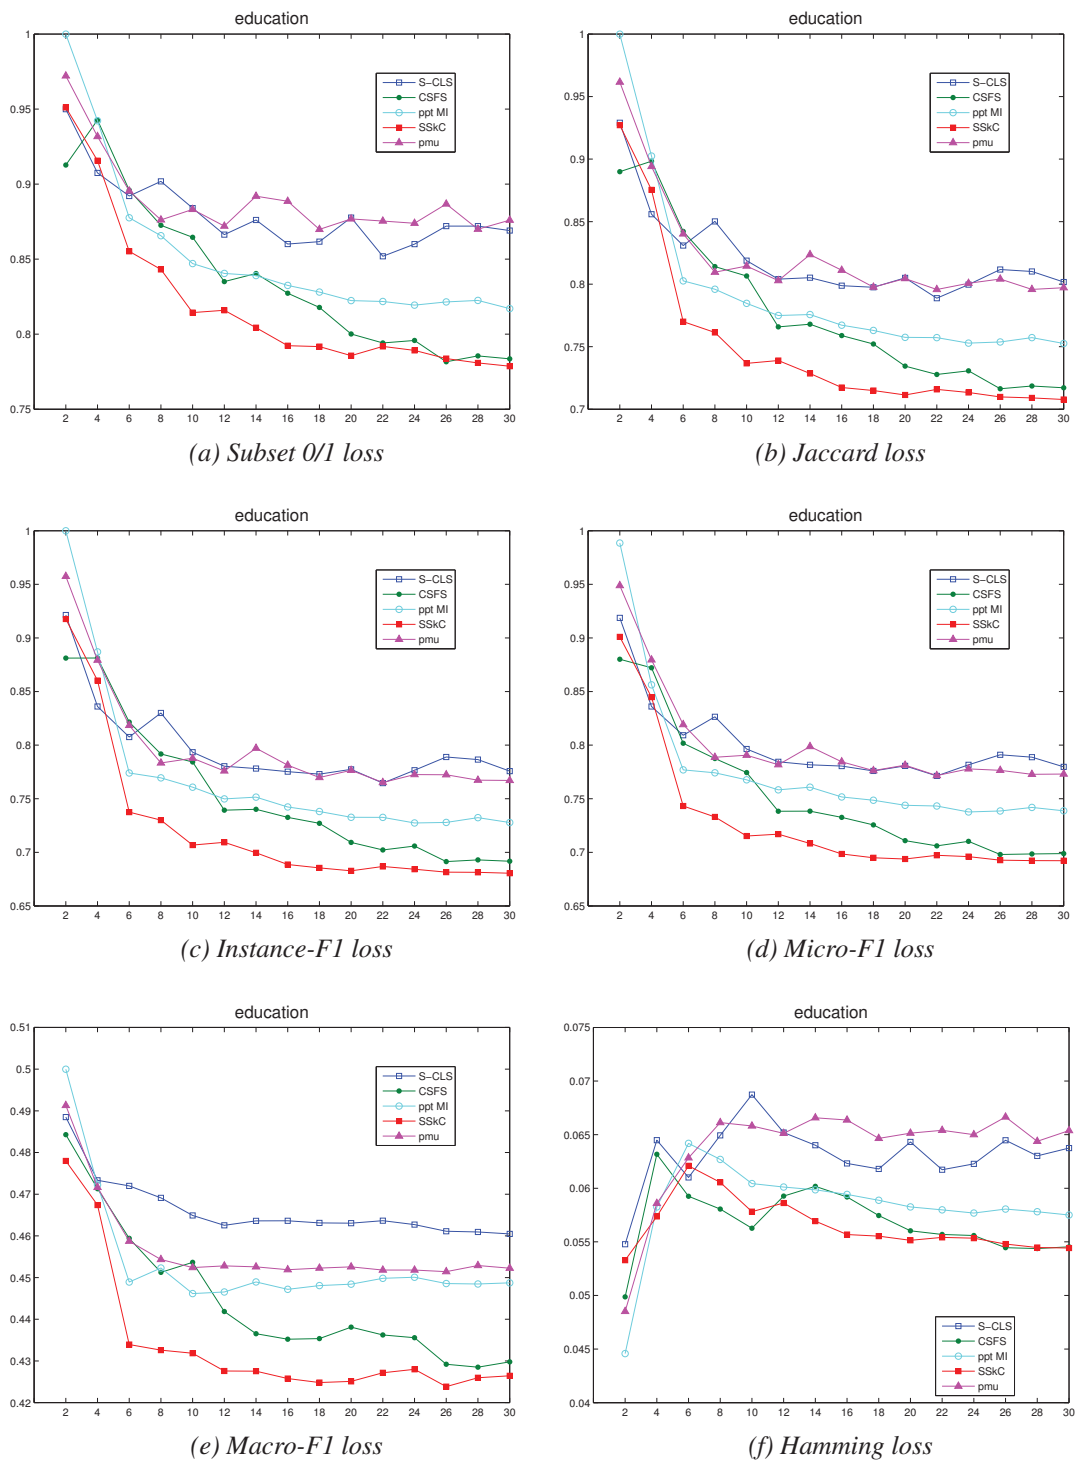 education
1
0.95
0.9
0.85
0.8
0.75
2 4 6 8 10 12 14 16 18 20 22 24 26 28 30
S-CLS
CSFS
ppt MI
SSkC
pmu
(a) Subset 0/1 loss
education
1
0.95
0.9
0.85
0.8
0.75
0.7
2 4 6 8 10 12 14 16 18 20 22 24 26 28 30
S-CLS
CSFS
ppt MI
SSkC
pmu
(b) Jaccard loss
education
1
0.95
0.9
0.85
0.8
0.75
0.7
0.65
2 4 6 8 10 12 14 16 18 20 22 24 26 28 30
S-CLS
CSFS
ppt MI
SSkC
pmu
(c) Instance-F1 loss
education
1
0.95
0.9
0.85
0.8
0.75
0.7
0.65
2 4 6 8 10 12 14 16 18 20 22 24 26 28 30
S-CLS
CSFS
ppt MI
SSkC
pmu
(d) Micro-F1 loss
education
0.51
0.5
0.49
0.48
0.47
0.46
0.45
0.44
0.43
0.42
2 4 6 8 10 12 14 16 18 20 22 24 26 28 30
S-CLS
CSFS
ppt MI
SSkC
pmu
(e) Macro-F1 loss
education
0.075
0.07
0.065
0.06
0.055
0.05
0.045
0.04
2 4 6 8 10 12 14 16 18 20 22 24 26 28 30
S-CLS
CSFS
ppt MI
SSkC
pmu
(f) Hamming loss